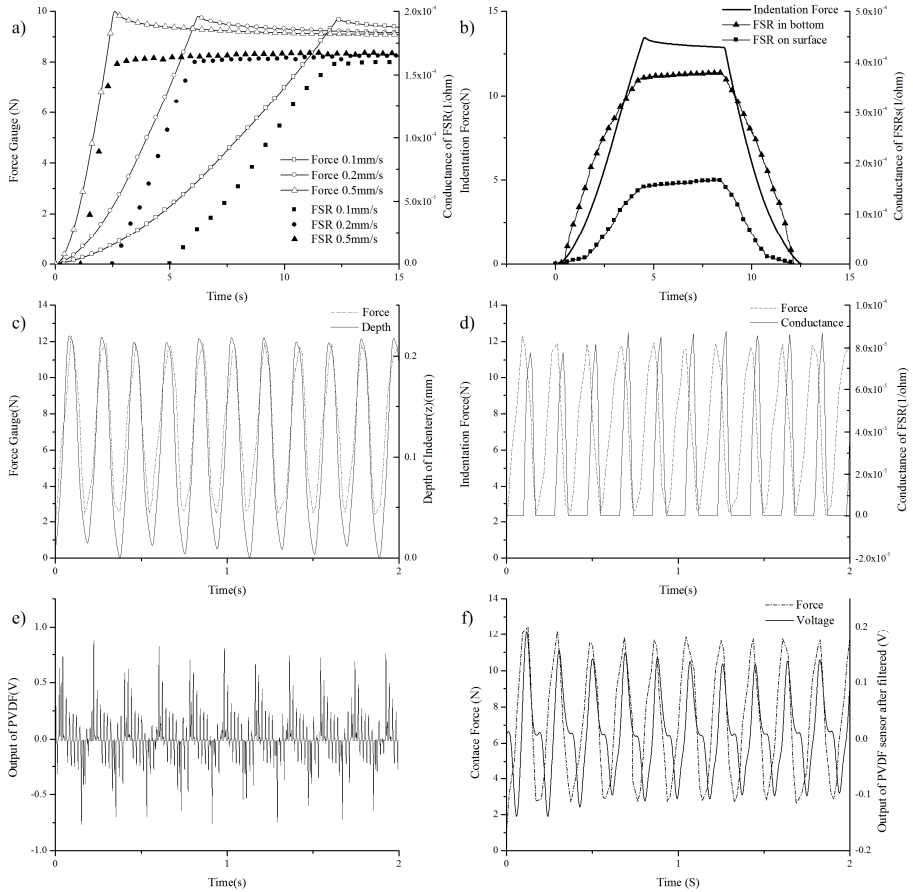 a)
10
8
6
4
2
0
Force Gauge(N)
0
5
10
15
Time (s)
2.0x10⁻⁴
1.5x10⁻⁴
1.0x10⁻⁴
5.0x10⁻⁵
0.0
Conductance of FSR(1/ohm)
Force 0.1mm/s
Force 0.2mm/s
Force 0.5mm/s
FSR 0.1mm/s
FSR 0.2mm/s
FSR 0.5mm/s
b)
15
10
5
0
Indentation Force(N)
-5
0
5
10
15
Time(s)
5.0x10⁻⁴
4.0x10⁻⁴
3.0x10⁻⁴
2.0x10⁻⁴
1.0x10⁻⁴
0.0
Conductance of FSRs(1/ohm)
Indentation Force
FSR in bottom
FSR on surface
c)
14
12
10
8
6
4
2
0
Force Gauge(N)
0
1
2
Time(s)
0.2
0.1
0.0
Depth of Indenter(z)(mm)
Force
Depth
d)
14
12
10
8
6
4
2
0
Indentation Force(N)
0
1
2
Time(s)
1.0x10⁻⁴
8.0x10⁻⁵
6.0x10⁻⁵
4.0x10⁻⁵
2.0x10⁻⁵
0.0
-2.0x10⁻⁵
Conductance of FSR(1/ohm)
Force
Conductance
e)
1.0
0.5
0.0
-0.5
-1.0
Output of PVDF(V)
0
1
2
Time(s)
f)
14
12
10
8
6
4
2
0
Contace Force (N)
0
1
2
Time (S)
0.2
0.1
0.0
-0.1
-0.2
Output of PVDF sensor after filtered (V)
Force
Voltage